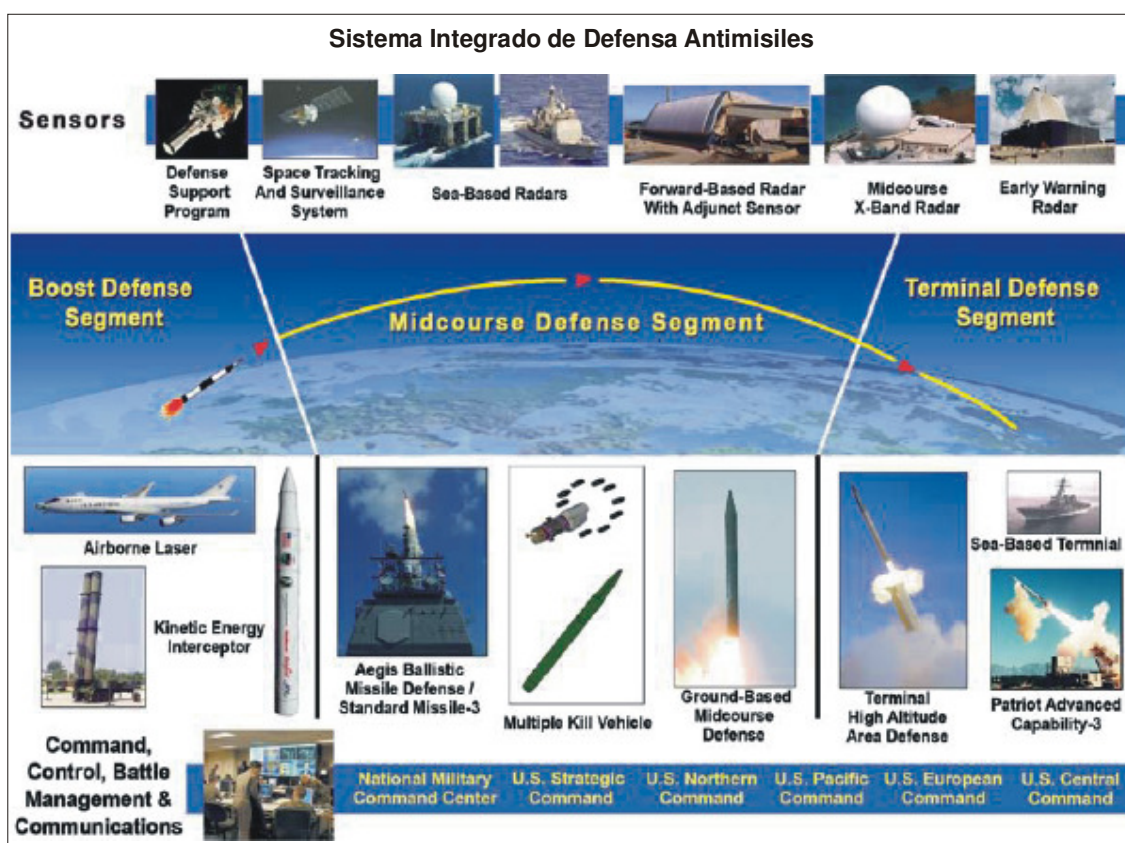 Sistema Integrado de Defensa Antimisiles
Sensors
Defense
Support
Program
Space Tracking
And Surveillance
System
Sea-Based Radars
Forward-Based Radar
With Adjunct Sensor
Midcourse
X-Band Radar
Early Warning
Radar
Boost Defense
Segment
Midcourse Defense Segment
Terminal Defense
Segment
Airborne Laser
Kinetic Energy
Interceptor
Aegis Ballistic
Missile Defense /
Standard Missile-3
Multiple Kill Vehicle
Ground-Based
Midcourse
Defense
Terminal
High Altitude
Area Defense
Sea-Based Termnial
Patriot Advanced
Capability-3
Command,
Control, Battle
Management &
Communications
National Military
Command Center
U.S. Strategic
Command
U.S. Northern
Command
U.S. Pacific
Command
U.S. European
Command
U.S. Central
Command